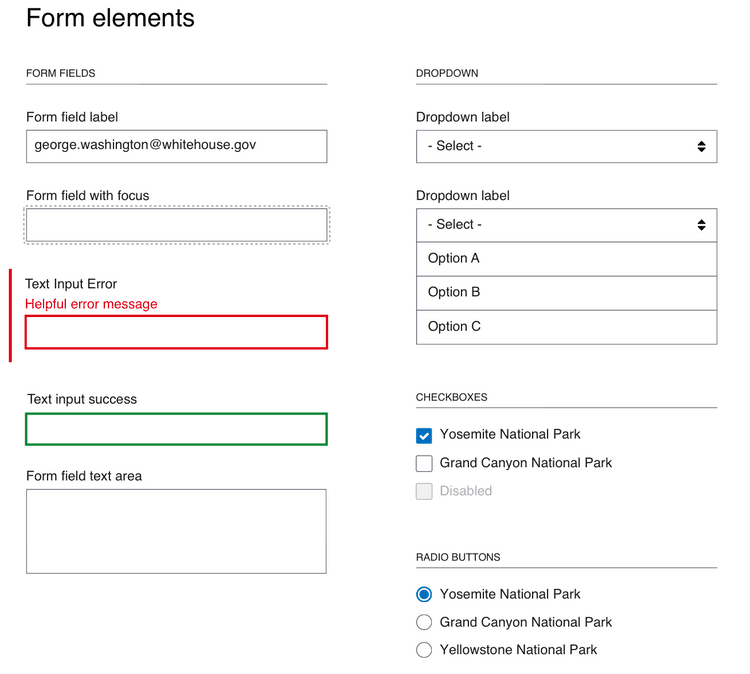 Form elements
FORM FIELDS
Form field label
george.washington@whitehouse.gov
Form field with focus
Text Input Error
Helpful error message
Text input success
Form field text area
DROPDOWN
Dropdown label
- Select -
Dropdown label
- Select -
Option A
Option B
Option C
CHECKBOXES
Yosemite National Park
Grand Canyon National Park
Disabled
RADIO BUTTONS
Yosemite National Park
Grand Canyon National Park
Yellowstone National Park